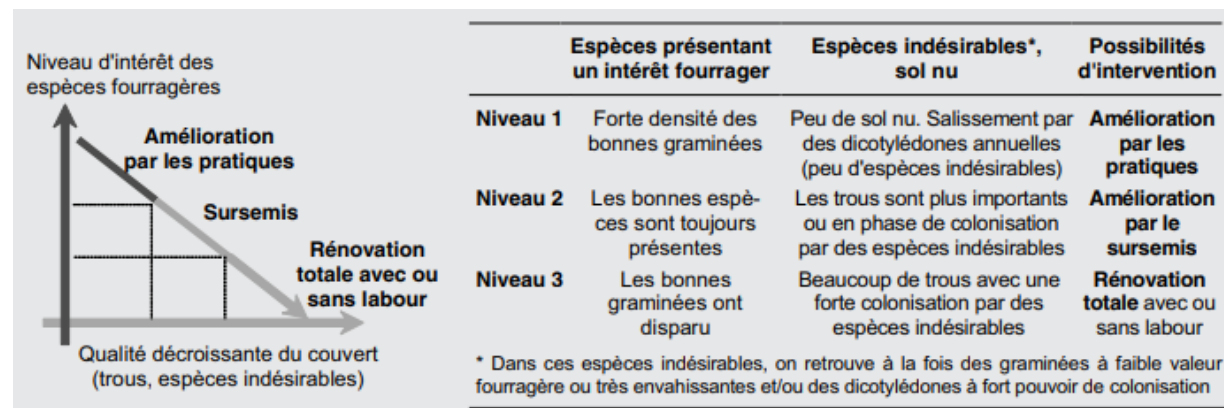 Niveau d'intérêt des
espèces fourragères
Amélioration
par les pratiques
Sursemis
Rénovation
totale avec ou
sans labour
Qualité décroissante du couvert
(trous, espèces indésirables)
Espèces présentant
un intérêt fourrager
Espèces indésirables*,
sol nu
Possibilités
d'intervention
Niveau 1
Forte densité des
bonnes graminées
Peu de sol nu. Salissement par
des dicotylédones annuelles
(peu d'espèces indésirables)
Amélioration
par les
pratiques
Niveau 2
Les bonnes espè-
ces sont toujours
présentes
Les trous sont plus importants
ou en phase de colonisation
par des espèces indésirables
Amélioration
par le
sursemis
Niveau 3
Les bonnes
graminées ont
disparu
Beaucoup de trous avec une
forte colonisation par des
espèces indésirables
Rénovation
totale avec ou
sans labour
* Dans ces espèces indésirables, on retrouve à la fois des graminées à faible valeur
fourragère ou très envahissantes et/ou des dicotylédones à fort pouvoir de colonisation